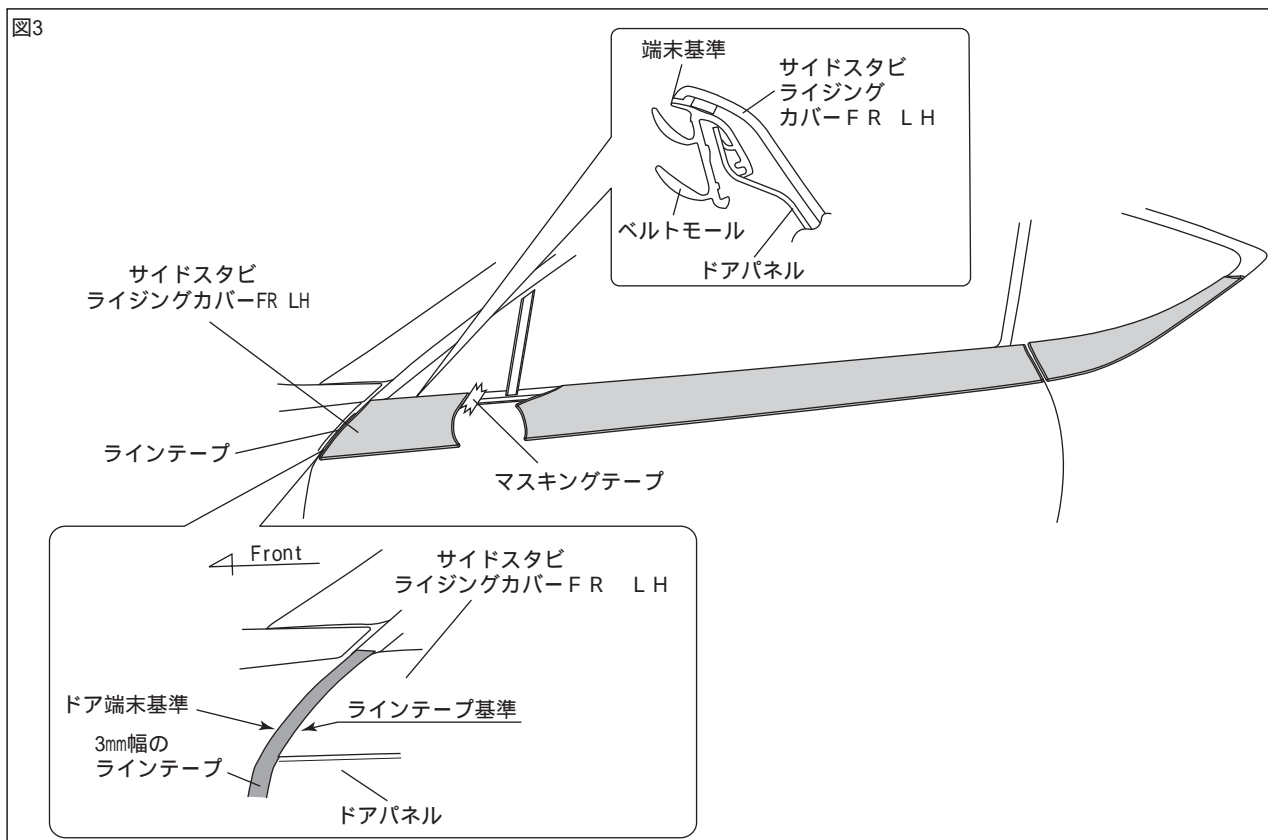 図3
端末基準
サイドスタビ
ライジング
カバーＦＲ　ＬＨ
ベルトモール
ドアパネル
サイドスタビ
ライジングカバーFR LH
ラインテープ
マスキングテープ
Front
サイドスタビ
ライジングカバーＦＲ　ＬＨ
ドア端末基準
ラインテープ基準
3㎜幅の
ラインテープ
ドアパネル